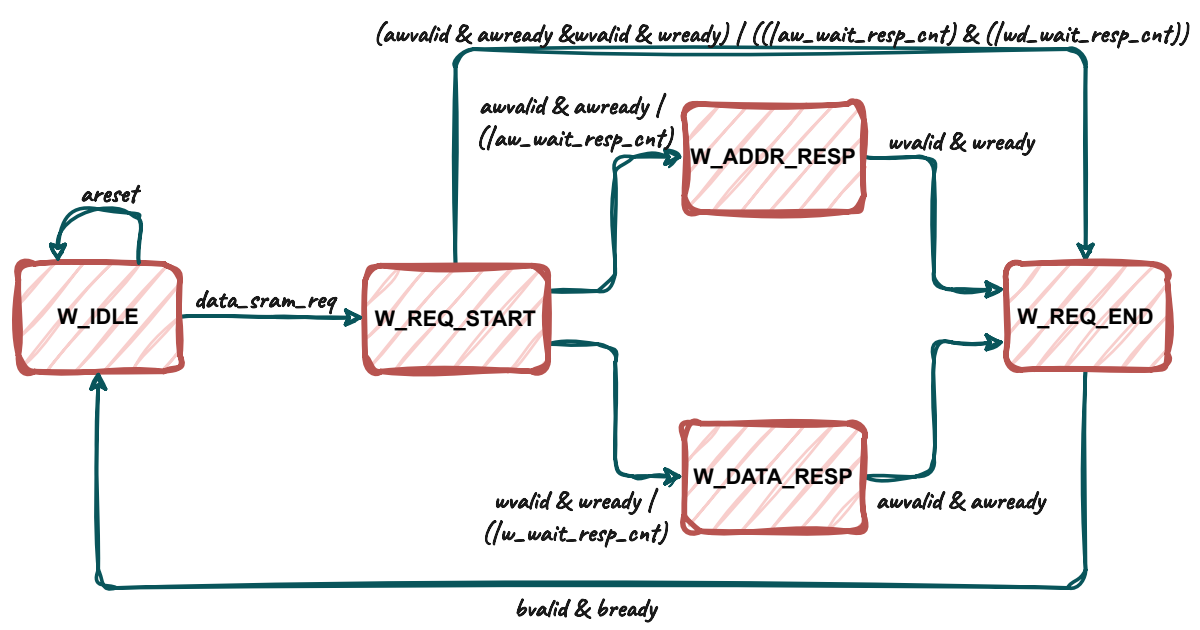 (awvalid & awready &wvalid & wready) | ((|aw_wait_resp_cnt) & (|wd_wait_resp_cnt))
awvalid & awready |
(|aw_wait_resp_cnt)
W_ADDR_RESP
wvalid & wready
areset
W_IDLE
data_sram_req
W_REQ_START
W_REQ_END
W_DATA_RESP
wvalid & wready |
(|w_wait_resp_cnt)
awvalid & awready
bvalid & bready